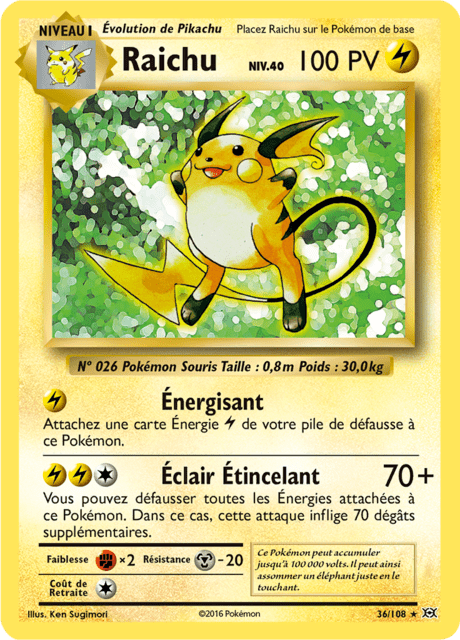 NIVEAU 1 Évolution de Pikachu Placez Raichu sur le Pokémon de base
Raichu NIV.40 100 PV
N° 026 Pokémon Souris Taille : 0,8 m Poids : 30,0 kg
Énergisant
Attachez une carte Énergie de votre pile de défausse à
ce Pokémon.
Éclair Étincelant 70+
Vous pouvez défausser toutes les Énergies attachées à
ce Pokémon. Dans ce cas, cette attaque inflige 70 dégâts
supplémentaires.
Faiblesse ×2 Résistance -20
Ce Pokémon peut accumuler
jusqu'à 100 000 volts. Il peut ainsi
assommer un éléphant juste en le
touchant.
Coût de
Retraite
Illus. Ken Sugimori ©2016 Pokémon 36/108 ★